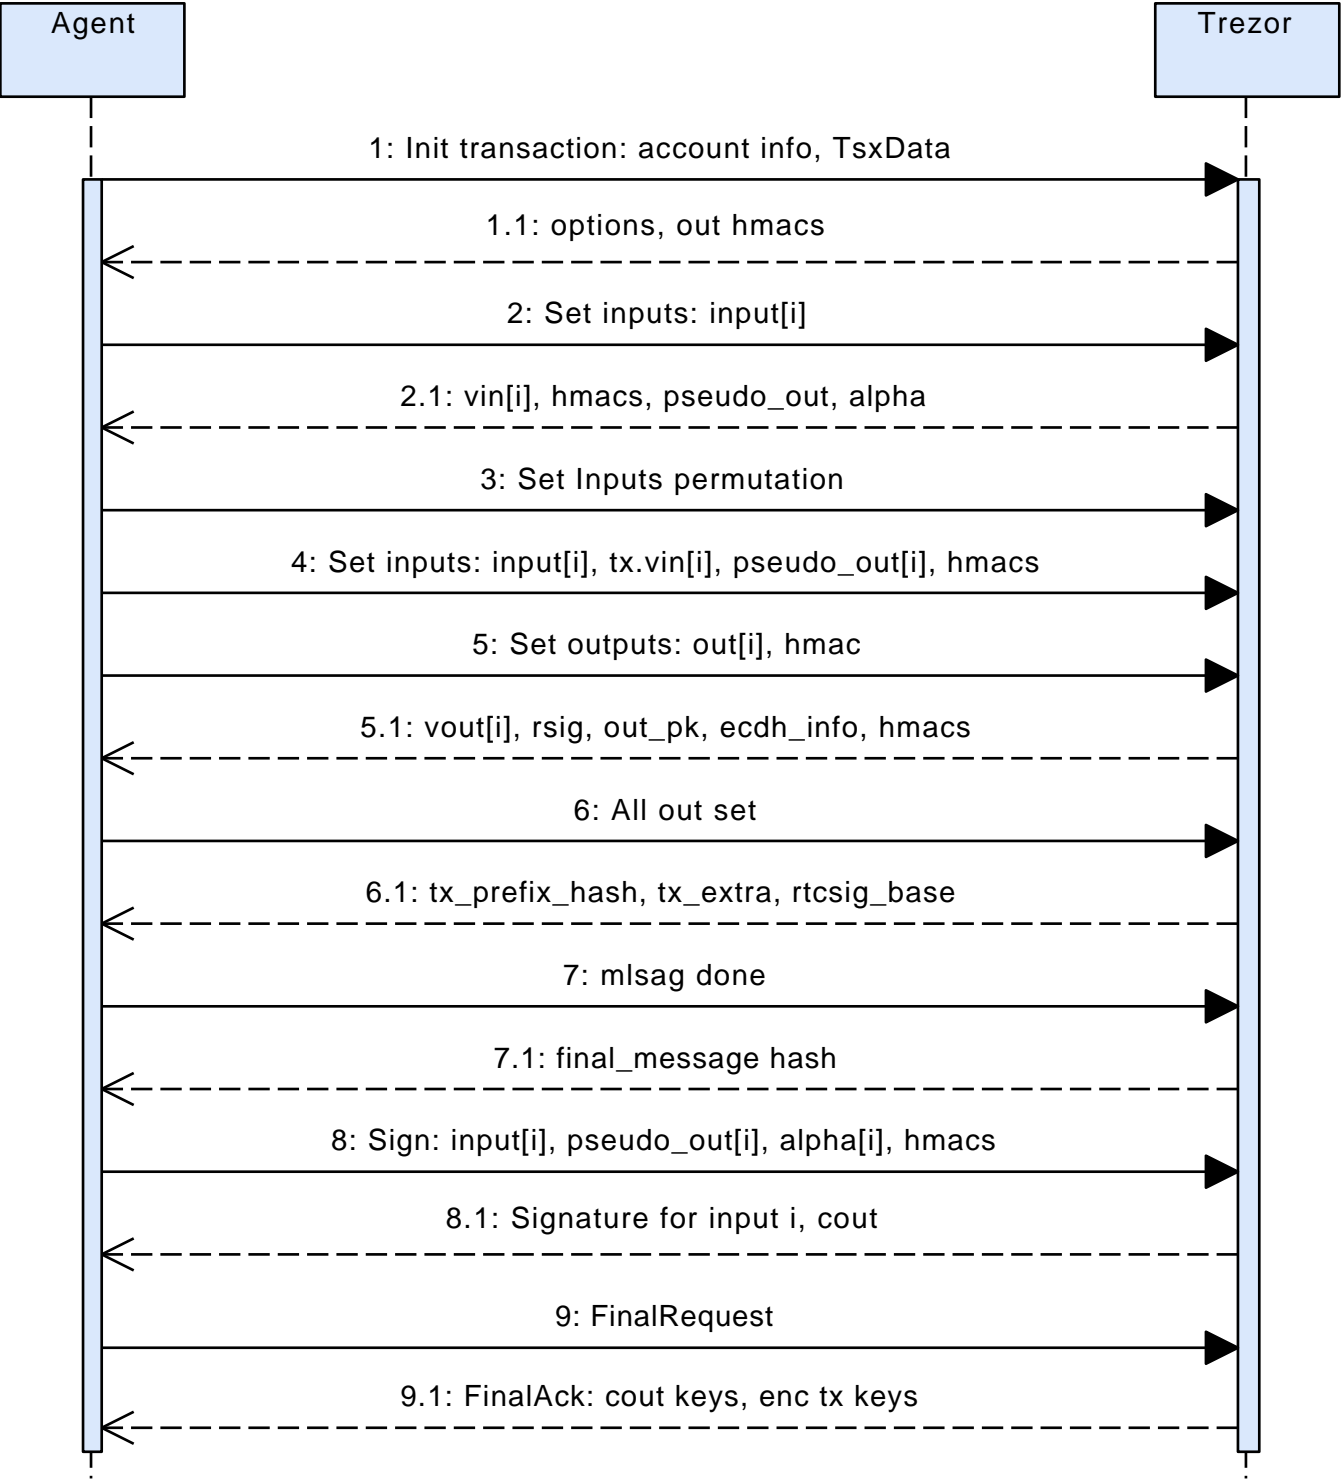 Agent
Trezor
1: Init transaction: account info, TsxData
1.1: options, out hmacs
2: Set inputs: input[i]
2.1: vin[i], hmacs, pseudo_out, alpha
3: Set Inputs permutation
4: Set inputs: input[i], tx.vin[i], pseudo_out[i], hmacs
5: Set outputs: out[i], hmac
5.1: vout[i], rsig, out_pk, ecdh_info, hmacs
6: All out set
6.1: tx_prefix_hash, tx_extra, rtcsig_base
7: mlsag done
7.1: final_message hash
8: Sign: input[i], pseudo_out[i], alpha[i], hmacs
8.1: Signature for input i, cout
9: FinalRequest
9.1: FinalAck: cout keys, enc tx keys